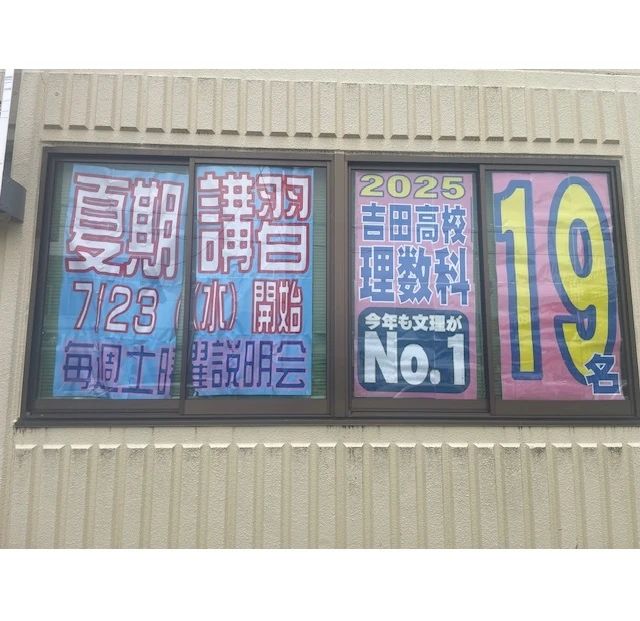 夏期講習
7/23(水)開始
毎週土曜説明会
2025
吉田高校
理数科
今年も文理が
No.1
19名